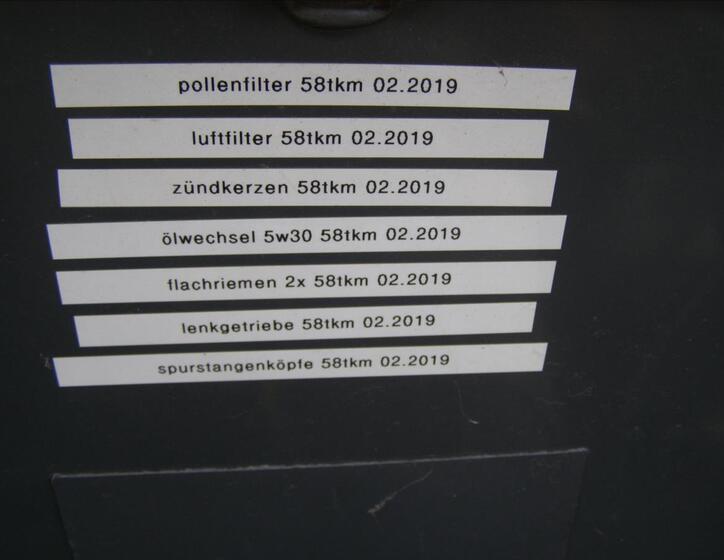 pollenfilter 58tkm 02.2019
luftfilter 58tkm 02.2019
zündkerzen 58tkm 02.2019
ölwechsel 5w30 58tkm 02.2019
flachriemen 2x 58tkm 02.2019
lenkgetriebe 58tkm 02.2019
spurstangenköpfe 58tkm 02.2019